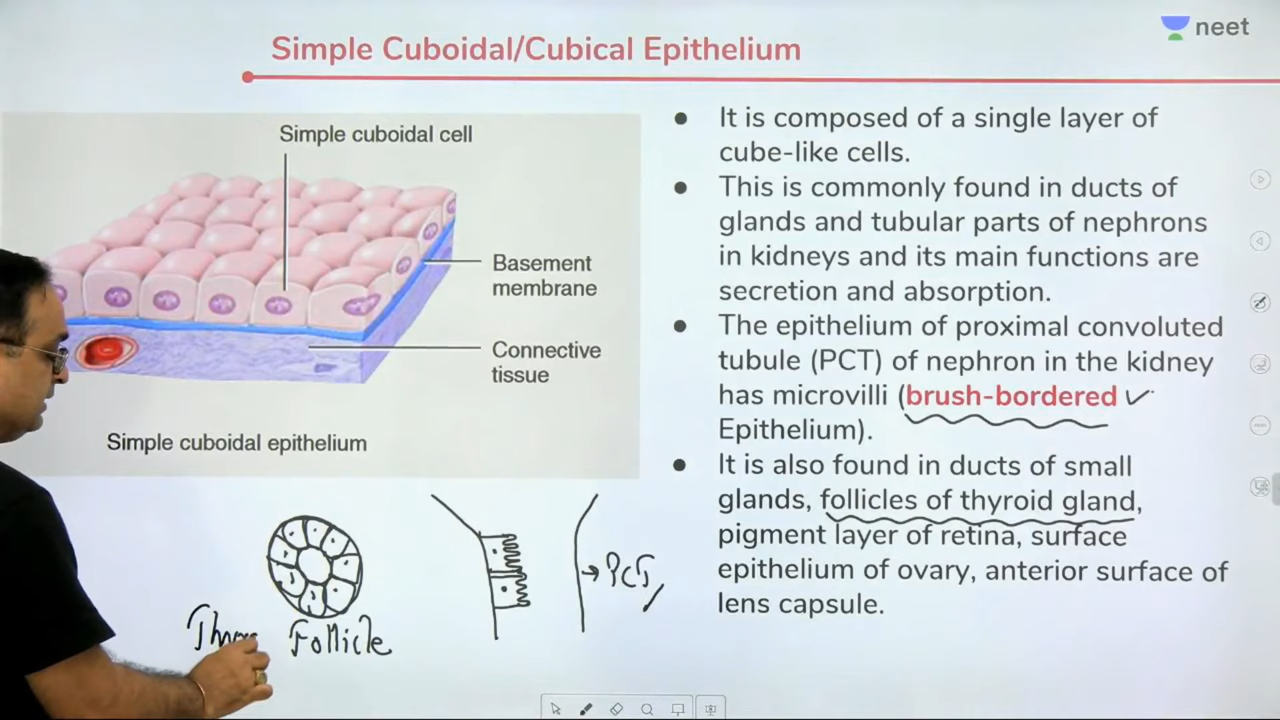 neet
Simple Cuboidal/Cubical Epithelium
Simple cuboidal cell
Basement
membrane
Connective
tissue
Simple cuboidal epithelium
Follicle
PCT
• It is composed of a single layer of
cube-like cells.
• This is commonly found in ducts of
glands and tubular parts of nephrons
in kidneys and its main functions are
secretion and absorption.
• The epithelium of proximal convoluted
tubule (PCT) of nephron in the kidney
has microvilli (brush-bordered
Epithelium).
• It is also found in ducts of small
glands, follicles of thyroid gland,
pigment layer of retina, surface
epithelium of ovary, anterior surface of
lens capsule.